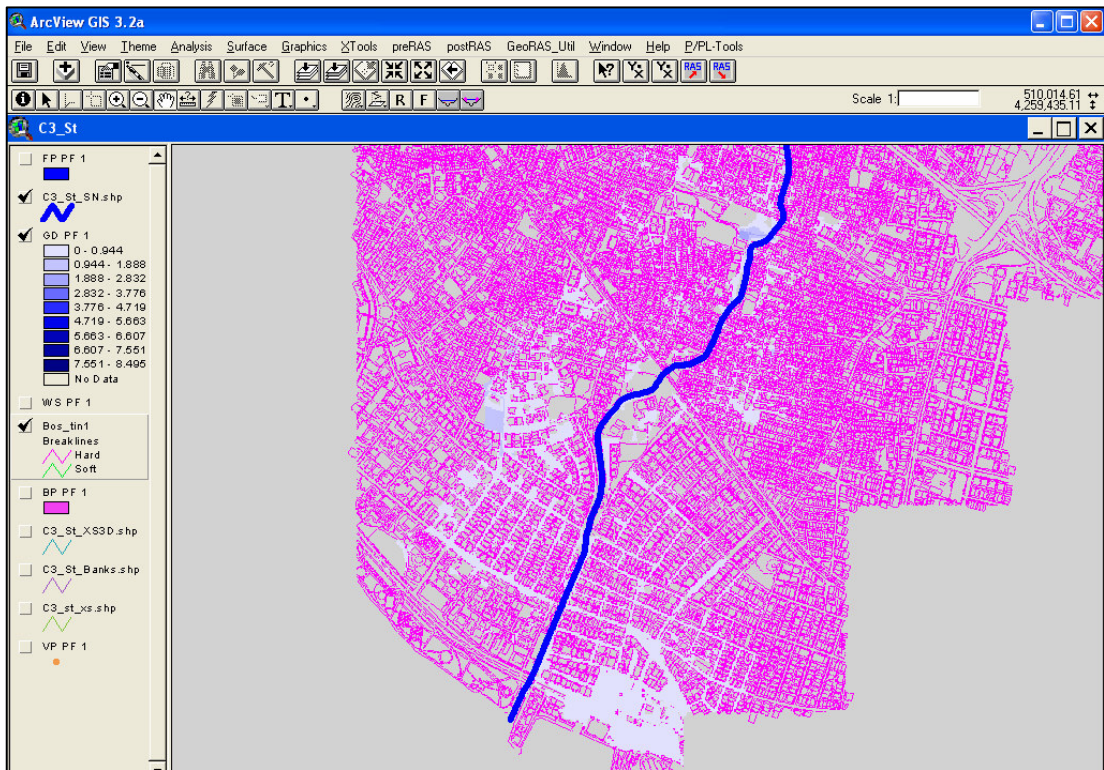 ArcView GIS 3.2a
File Edit View Theme Analysis Surface Graphics XTools preRAS postRAS GeoRAS_Util Window Help P/PL-Tools
Y X Y X RAS RAS
T R F Scale 1: 510,014.61
4,259,435.11
C3_St
FP PF 1
C3_St_SN.shp
GD PF 1
0 - 0.944
0.944 - 1.888
1.888 - 2.832
2.832 - 3.776
3.776 - 4.719
4.719 - 5.663
5.663 - 6.607
6.607 - 7.551
7.551 - 8.495
No Data
WS PF 1
Bos_tin1
Breaklines
Hard
Soft
BP PF 1
C3_St_XS3D.shp
C3_St_Banks.shp
C3_st_xs.shp
VP PF 1